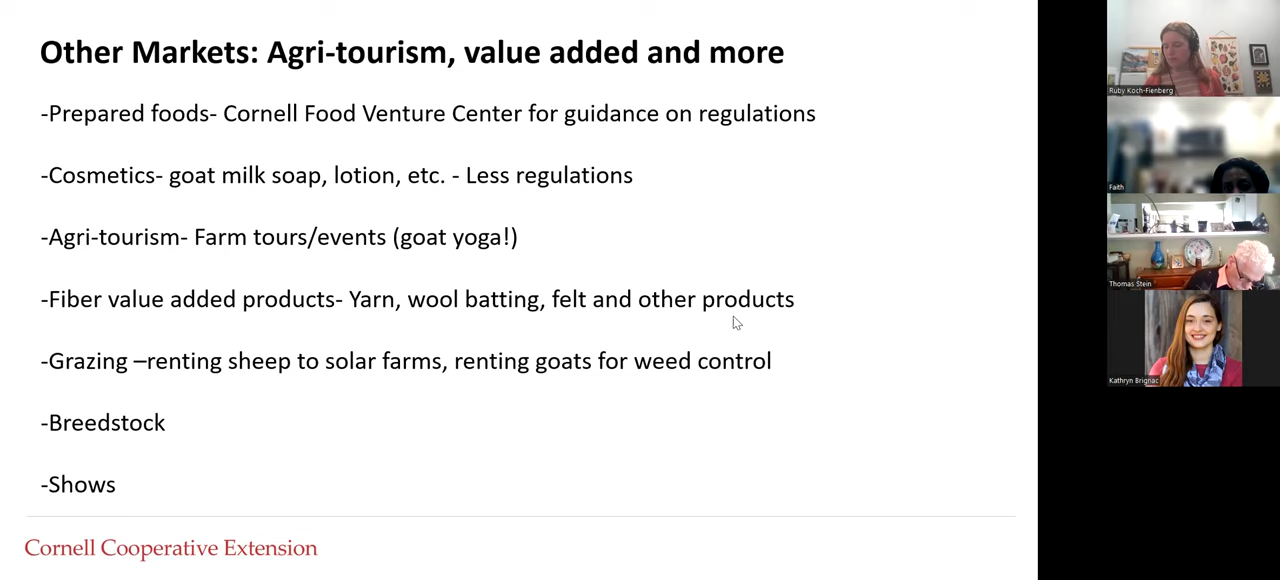 Other Markets: Agri-tourism, value added and more
-Prepared foods- Cornell Food Venture Center for guidance on regulations
-Cosmetics- goat milk soap, lotion, etc. - Less regulations
-Agri-tourism- Farm tours/events (goat yoga!)
-Fiber value added products- Yarn, wool batting, felt and other products
-Grazing –renting sheep to solar farms, renting goats for weed control
-Breedstock
-Shows
Cornell Cooperative Extension
Ruby Koch-Fienberg
Faith
Thomas Stein
Kathryn Brignac